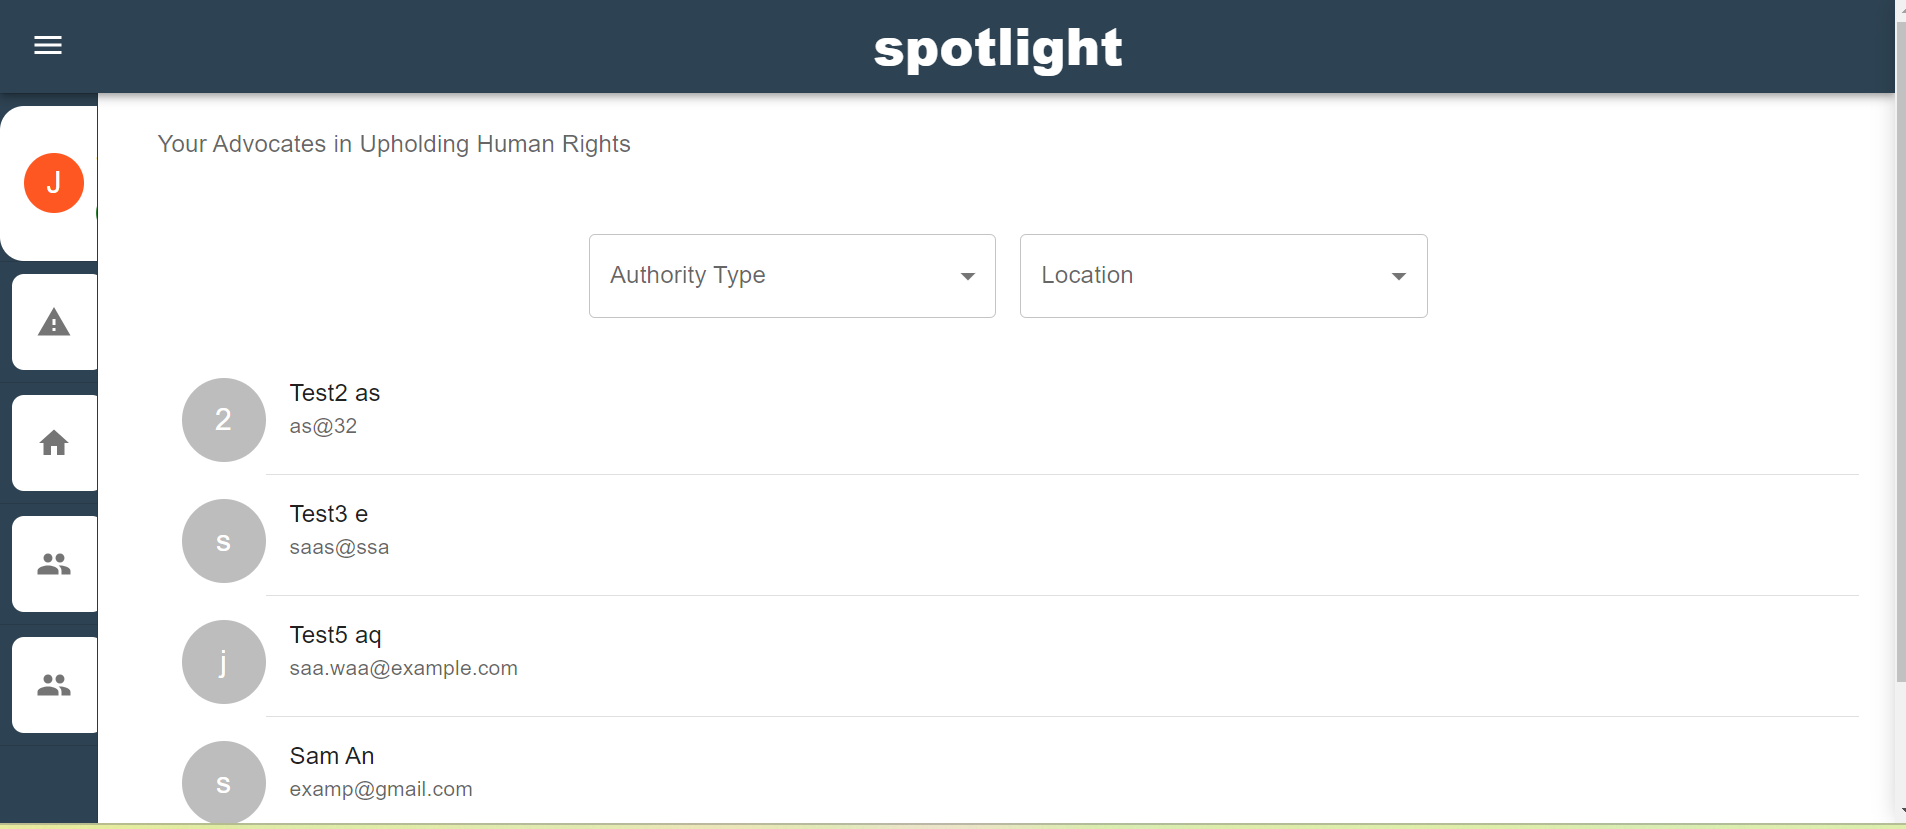 spotlight
J
Your Advocates in Upholding Human Rights
Authority Type
Location
2
Test2 as
as@32
s
Test3 e
saas@ssa
j
Test5 aq
saa.waa@example.com
s
Sam An
examp@gmail.com